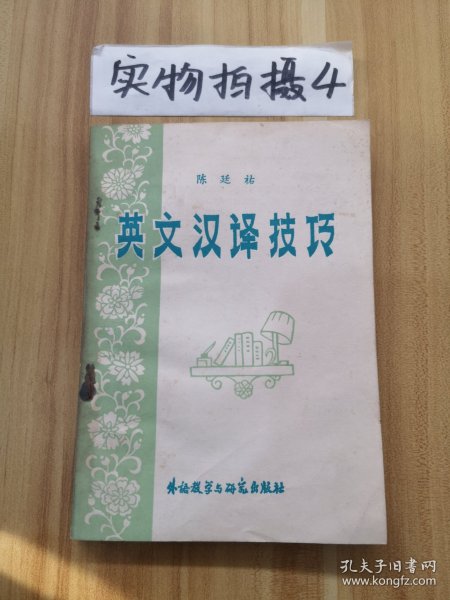 实物拍摄4
陈廷祐
英文汉译技巧
外语教学与研究出版社
孔夫子旧书网
www.kongfz.com